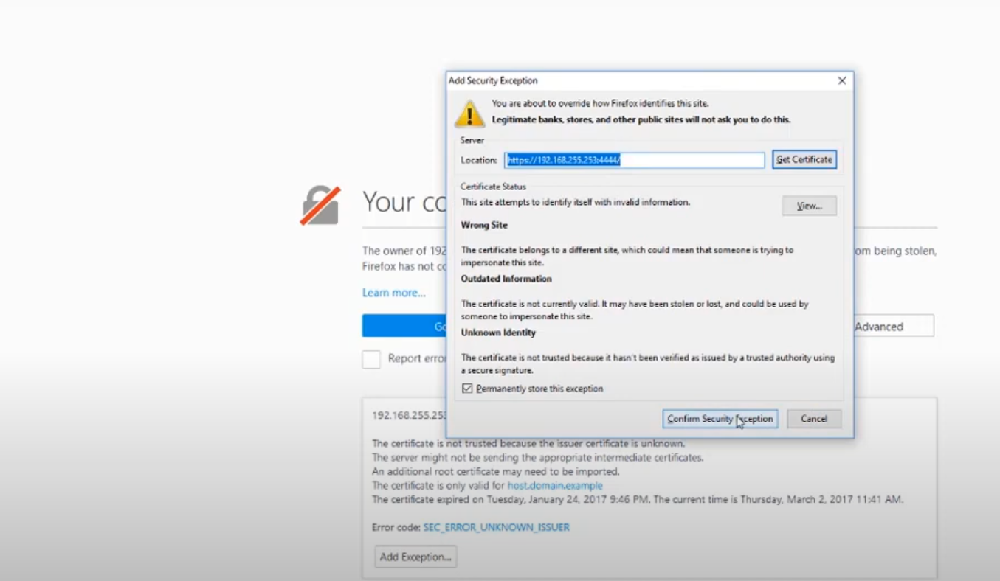 Add Security Exception
You are about to override how Firefox identifies this site.
Legitimate banks, stores, and other public sites will not ask you to do this.
Server
Location: https://192.168.255.253:4444/ Get Certificate
Certificate Status
This site attempts to identify itself with invalid information.
View...
Wrong Site
The certificate belongs to a different site, which could mean that someone is trying to
impersonate this site.
Outdated Information
The certificate is not currently valid. It may have been stolen or lost, and could be used by
someone to impersonate this site.
Unknown Identity
The certificate is not trusted because it hasn't been verified as issued by a trusted authority using
a secure signature.
Permanently store this exception
Confirm Security Exception Cancel
Your co
The owner of 192 om being stolen,
Firefox has not co
Learn more...
Go Advanced
Report error
192.168.255.253
The certificate is not trusted because the issuer certificate is unknown.
The server might not be sending the appropriate intermediate certificates.
An additional root certificate may need to be imported.
The certificate is only valid for host.domain.example
The certificate expired on Tuesday, January 24, 2017 9:46 PM. The current time is Thursday, March 2, 2017 11:41 AM.
Error code: SEC_ERROR_UNKNOWN_ISSUER
Add Exception...